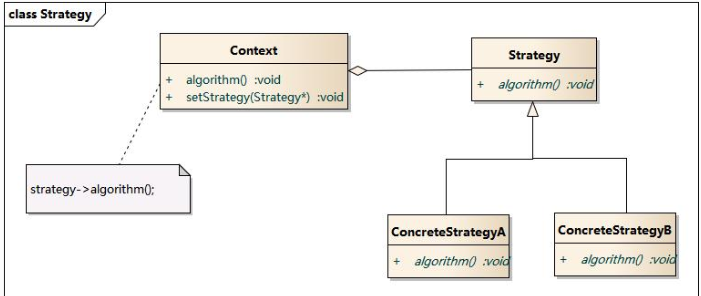 class Strategy
Context
+ algorithm() :void
+ setStrategy(Strategy*) :void
Strategy
+ algorithm() :void
strategy->algorithm();
ConcreteStrategyA
+ algorithm() :void
ConcreteStrategyB
+ algorithm() :void